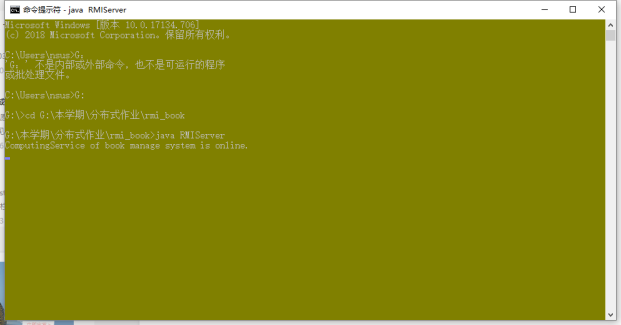 命令提示符 - java RMIServer
Microsoft Windows [版本 10.0.17134.706]
(c) 2018 Microsoft Corporation。保留所有权利。
C:\Users\nsus>G;
'G;' 不是内部或外部命令，也不是可运行的程序
或批处理文件。
C:\Users\nsus>G:
G:\>cd G:\本学期\分布式作业\rmi_book
G:\本学期\分布式作业\rmi_book>java RMIServer
ComputingService of book manage system is online.